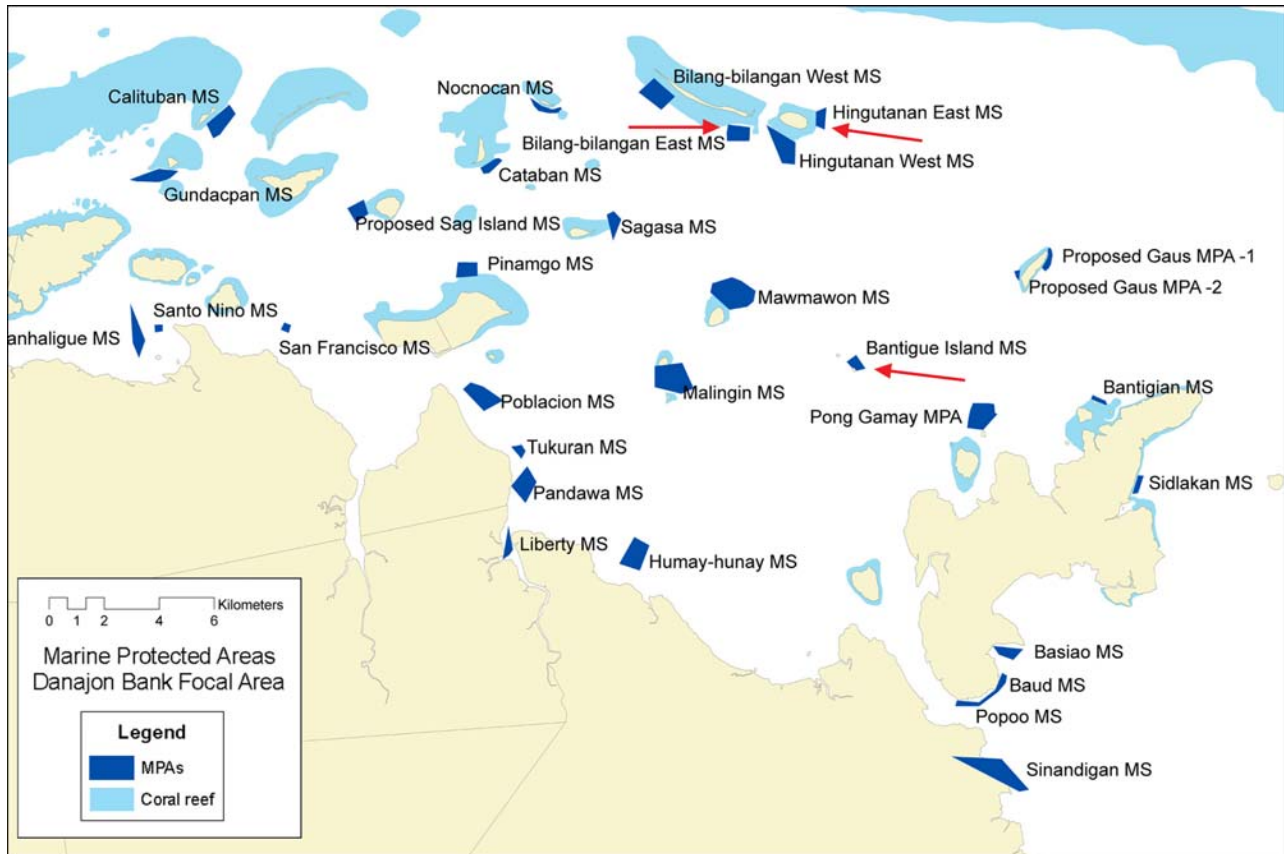 Calituban MS
Nocnocan MS
Bilang-bilangan West MS
Hingutanan East MS
Bilang-bilangan East MS
Hingutanan West MS
Cataban MS
Gundacpan MS
Proposed Sag Island MS
Sagasa MS
Pinamgo MS
Proposed Gaus MPA -1
Proposed Gaus MPA -2
Mawmawon MS
Santo Nino MS
anhaligue MS
San Francisco MS
Bantigue Island MS
Malingin MS
Bantigian MS
Poblacion MS
Pong Gamay MPA
Tukuran MS
Pandawa MS
Sidlakan MS
Liberty MS
Humay-hunay MS
Basiao MS
Baud MS
Popoo MS
Sinandigan MS
Kilometers
0 1 2 4 6
Marine Protected Areas
Danajon Bank Focal Area
Legend
MPAs
Coral reef